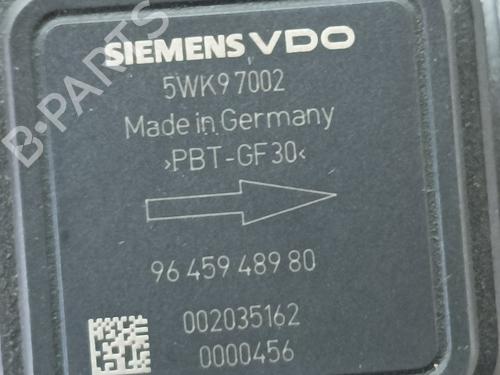 B-PARTS
SIEMENS VDO
5WK9 7002
Made in Germany
›PBT-GF30‹
96 459 489 80
002035162
0000456